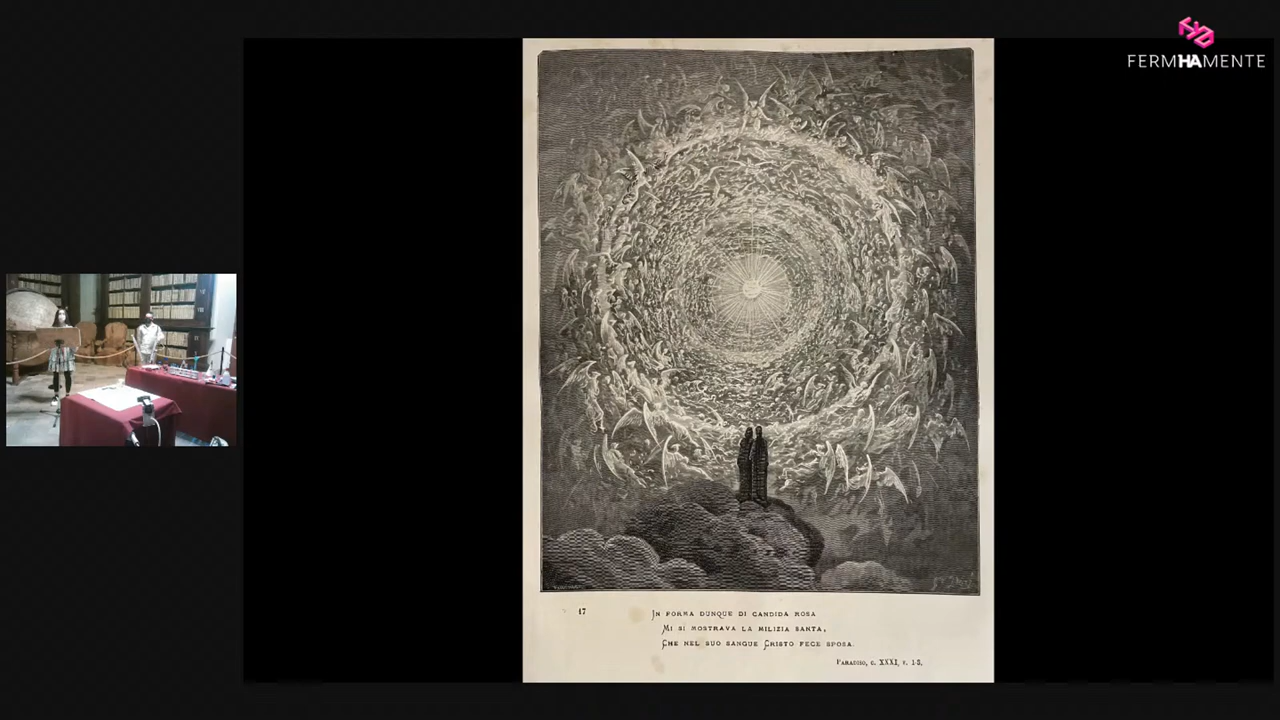 FERMHAMENTE
17
In forma dunque di candida rosa
Mi si mostrava la milizia santa,
Che nel suo sangue Cristo fece sposa.
Paradiso, c. XXXI, v. 1-3.